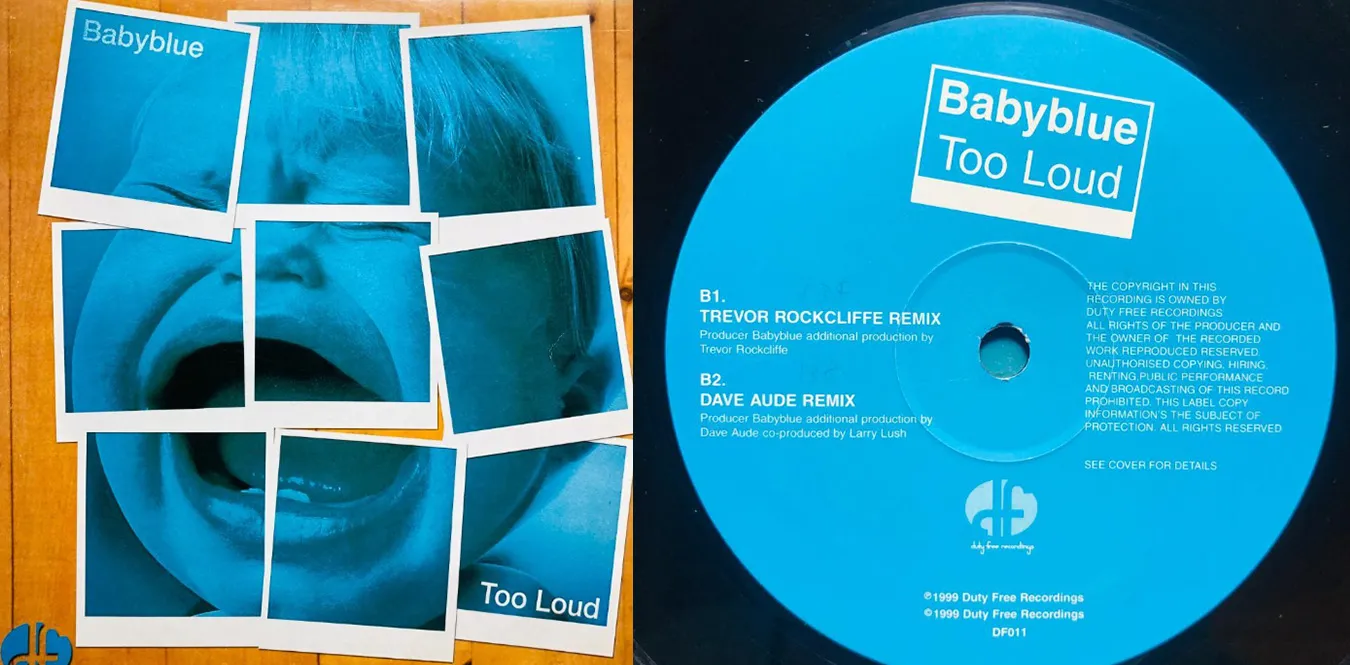 Babyblue
Too Loud
Babyblue
Too Loud
B1.
TREVOR ROCKCLIFFE REMIX
Producer Babyblue additional production by
Trevor Rockcliffe
B2.
DAVE AUDE REMIX
Producer Babyblue additional production by
Dave Aude co-produced by Larry Lush
THE COPYRIGHT IN THIS
RECORDING IS OWNED BY
DUTY FREE RECORDINGS
ALL RIGHTS OF THE PRODUCER AND
THE OWNER OF THE RECORDED
WORK REPRODUCED RESERVED.
UNAUTHORISED COPYING, HIRING,
RENTING,PUBLIC PERFORMANCE
AND BROADCASTING OF THIS RECORD
PROHIBITED. THIS LABEL COPY
INFORMATION'S THE SUBJECT OF
PROTECTION. ALL RIGHTS RESERVED
SEE COVER FOR DETAILS
df
duty free recordings
℗1999 Duty Free Recordings
©1999 Duty Free Recordings
DF011
df